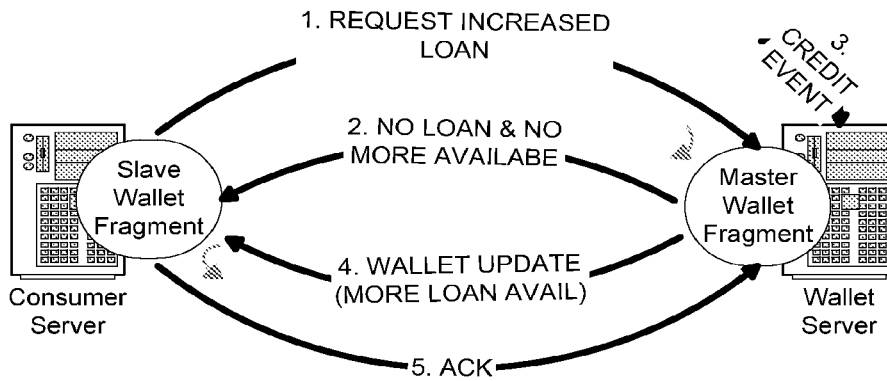 1. REQUEST INCREASED
LOAN
3.
CREDIT
EVENT
2. NO LOAN & NO
MORE AVAILABE
Slave
Wallet
Fragment
Master
Wallet
Fragment
4. WALLET UPDATE
(MORE LOAN AVAIL)
Consumer
Server
Wallet
Server
5. ACK